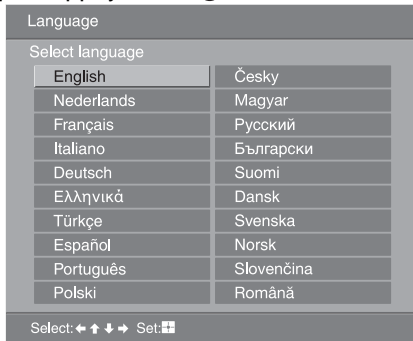 Language
Select language
English
Nederlands
Français
Italiano
Deutsch
Ελληνικά
Türkçe
Español
Português
Polski
Česky
Magyar
Русский
Български
Suomi
Dansk
Svenska
Norsk
Slovenčina
Română
Select: ← ↑ ↓ → Set: